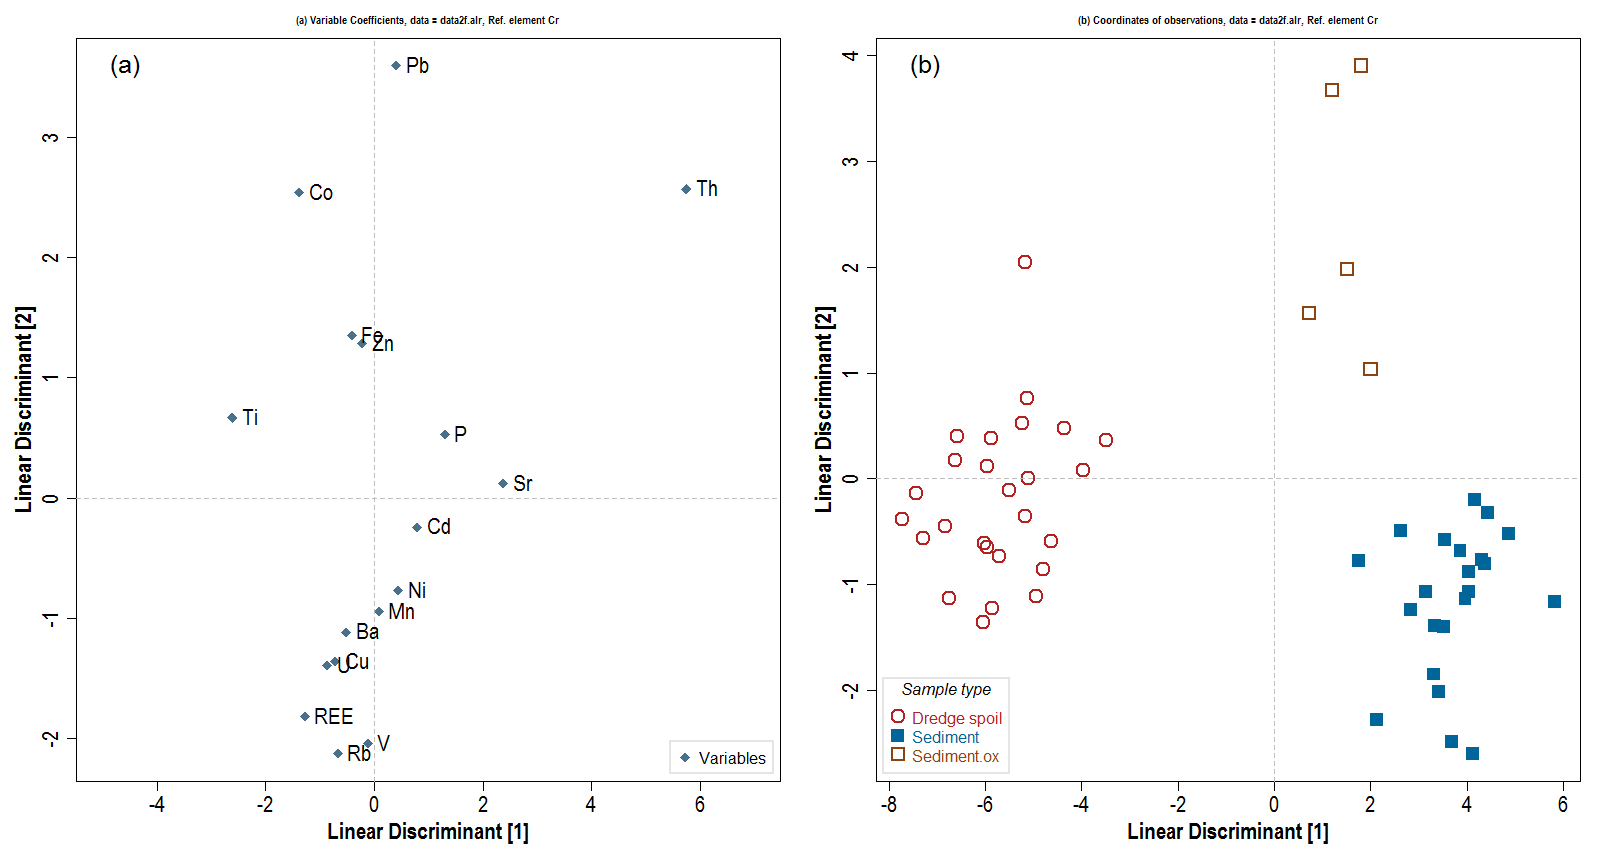 (a) Variable Coefficients, data = data2f.alr, Ref. element Cr
(a)
Pb
Co
Th
Fe
Zn
Ti
P
Sr
Cd
Ni
Mn
Ba
U
Cu
REE
Rb
V
Variables
3
2
1
0
-1
-2
-4
-2
0
2
4
6
Linear Discriminant [2]
Linear Discriminant [1]
(b) Coordinates of observations, data = data2f.alr, Ref. element Cr
(b)
4
3
2
1
0
-1
-2
Sample type
Dredge spoil
Sediment
Sediment.ox
-8
-6
-4
-2
0
2
4
6
Linear Discriminant [2]
Linear Discriminant [1]